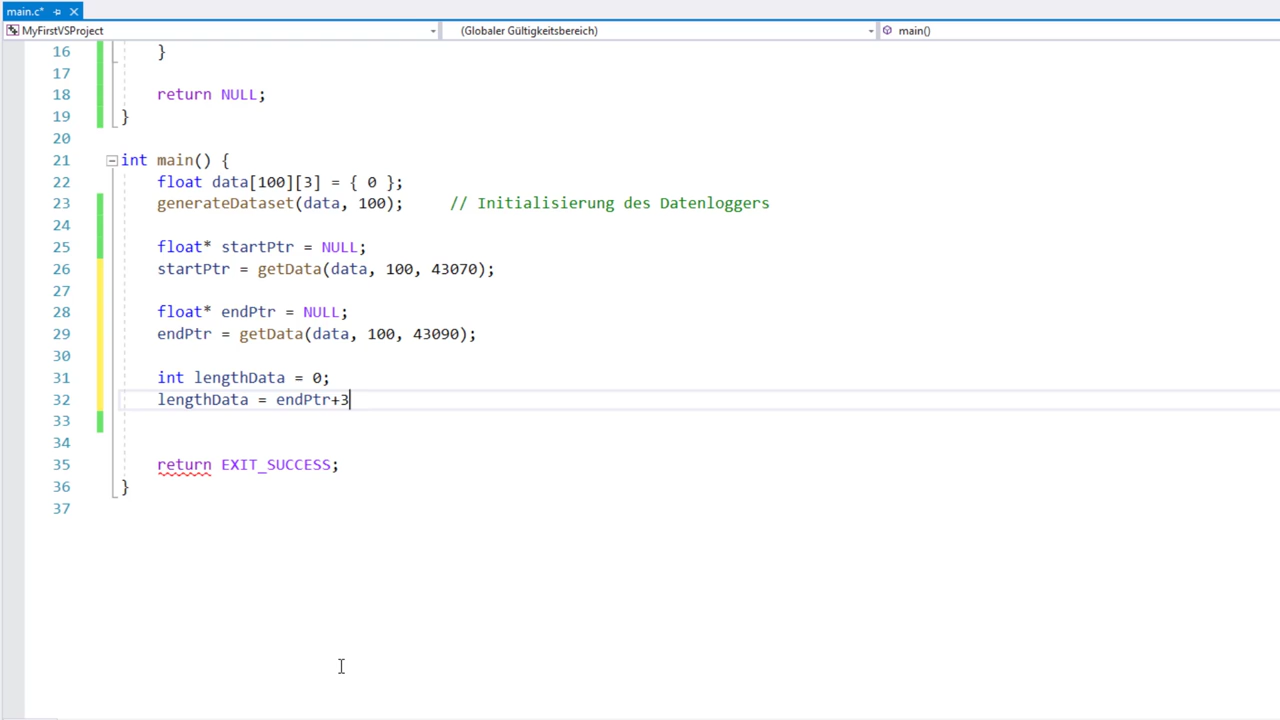 main.c*
MyFirstVSProject (Globaler Gültigkeitsbereich) main()
16 }
17
18 return NULL;
19 }
20
21 int main() {
22 float data[100][3] = { 0 };
23 generateDataset(data, 100); // Initialisierung des Datenloggers
24
25 float* startPtr = NULL;
26 startPtr = getData(data, 100, 43070);
27
28 float* endPtr = NULL;
29 endPtr = getData(data, 100, 43090);
30
31 int lengthData = 0;
32 lengthData = endPtr+3
33
34
35 return EXIT_SUCCESS;
36 }
37